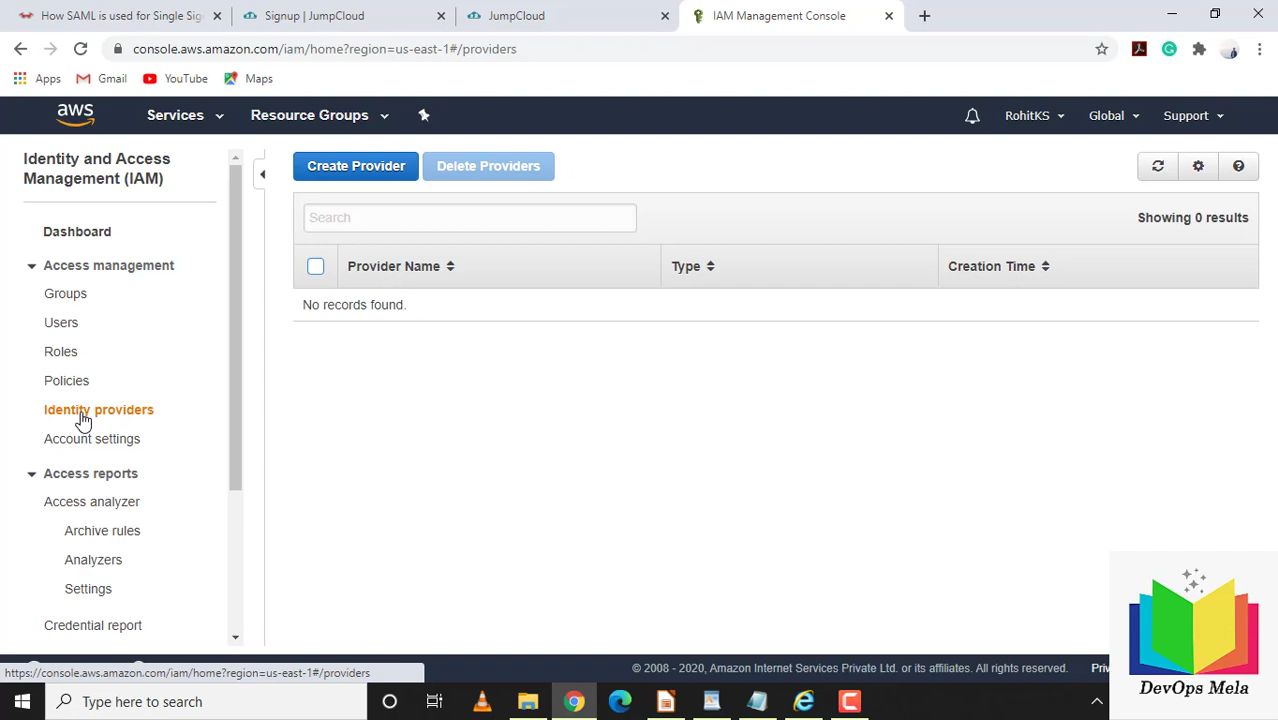 How SAML is used for Single Sig
Signup | JumpCloud
JumpCloud
IAM Management Console
console.aws.amazon.com/iam/home?region=us-east-1#/providers
Apps
Gmail
YouTube
Maps
aws
Services
Resource Groups
RohitKS
Global
Support
Identity and Access
Management (IAM)
Dashboard
Access management
Groups
Users
Roles
Policies
Identity providers
Account settings
Access reports
Access analyzer
Archive rules
Analyzers
Settings
Credential report
Create Provider
Delete Providers
Search
Showing 0 results
Provider Name
Type
Creation Time
No records found.
https://console.aws.amazon.com/iam/home?region=us-east-1#/providers
© 2008 - 2020, Amazon Internet Services Private Ltd. or its affiliates. All rights reserved.
Priv
DevOps Mela
Type here to search